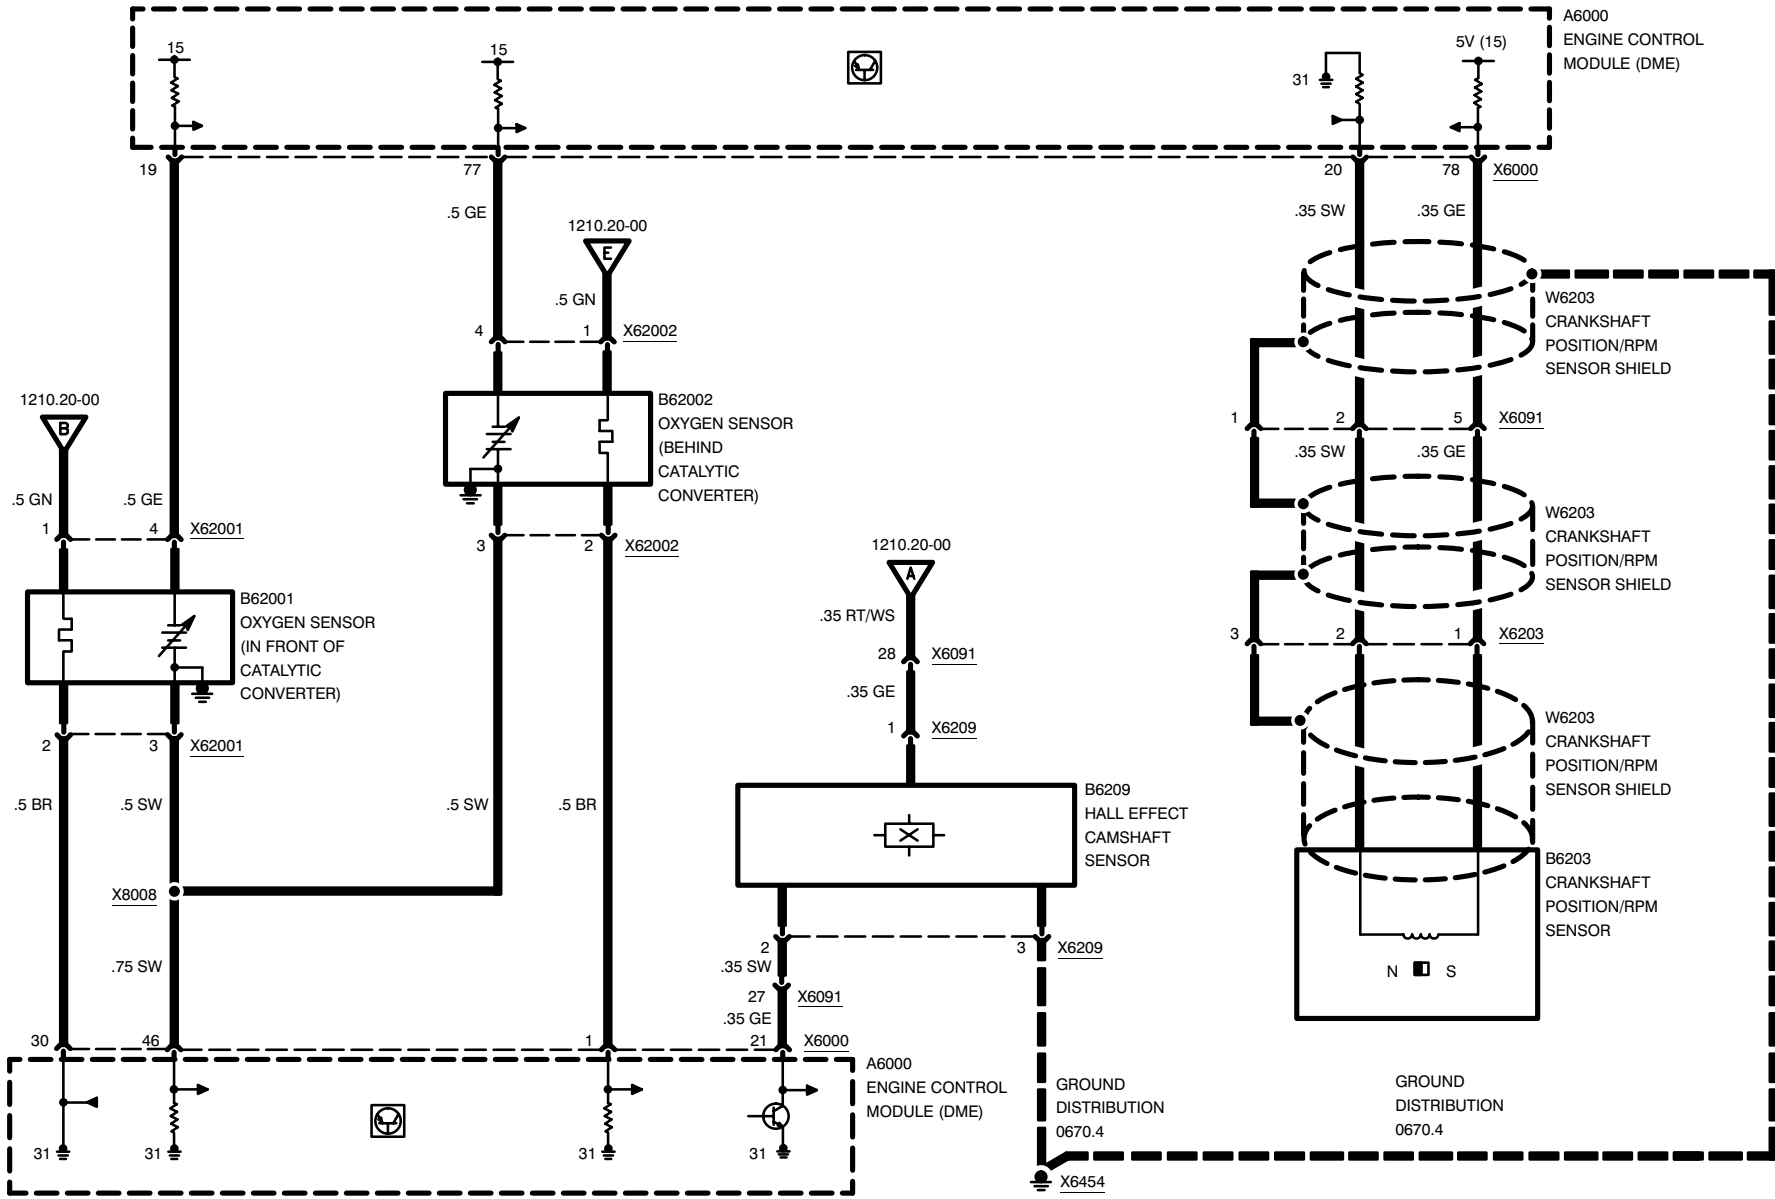 A6000
ENGINE CONTROL
MODULE (DME)
15
15
31
5V (15)
19
77
20
78
X6000
.5 GE
.35 SW
.35 GE
1210.20-00
E
.5 GN
4
1
X62002
W6203
CRANKSHAFT
POSITION/RPM
SENSOR SHIELD
1210.20-00
B
B62002
OXYGEN SENSOR
(BEHIND
CATALYTIC
CONVERTER)
1
2
5
X6091
.35 SW
.35 GE
.5 GN
.5 GE
1
4
X62001
3
2
X62002
W6203
CRANKSHAFT
POSITION/RPM
SENSOR SHIELD
1210.20-00
A
.35 RT/WS
28
X6091
.35 GE
1
X6209
3
2
1
X6203
B62001
OXYGEN SENSOR
(IN FRONT OF
CATALYTIC
CONVERTER)
2
3
X62001
W6203
CRANKSHAFT
POSITION/RPM
SENSOR SHIELD
.5 BR
.5 SW
.5 SW
.5 BR
B6209
HALL EFFECT
CAMSHAFT
SENSOR
B6203
CRANKSHAFT
POSITION/RPM
SENSOR
N
S
X8008
2
3
X6209
.35 SW
.75 SW
27
X6091
.35 GE
30
46
1
21
X6000
A6000
ENGINE CONTROL
MODULE (DME)
31
31
31
31
GROUND
DISTRIBUTION
0670.4
GROUND
DISTRIBUTION
0670.4
X6454